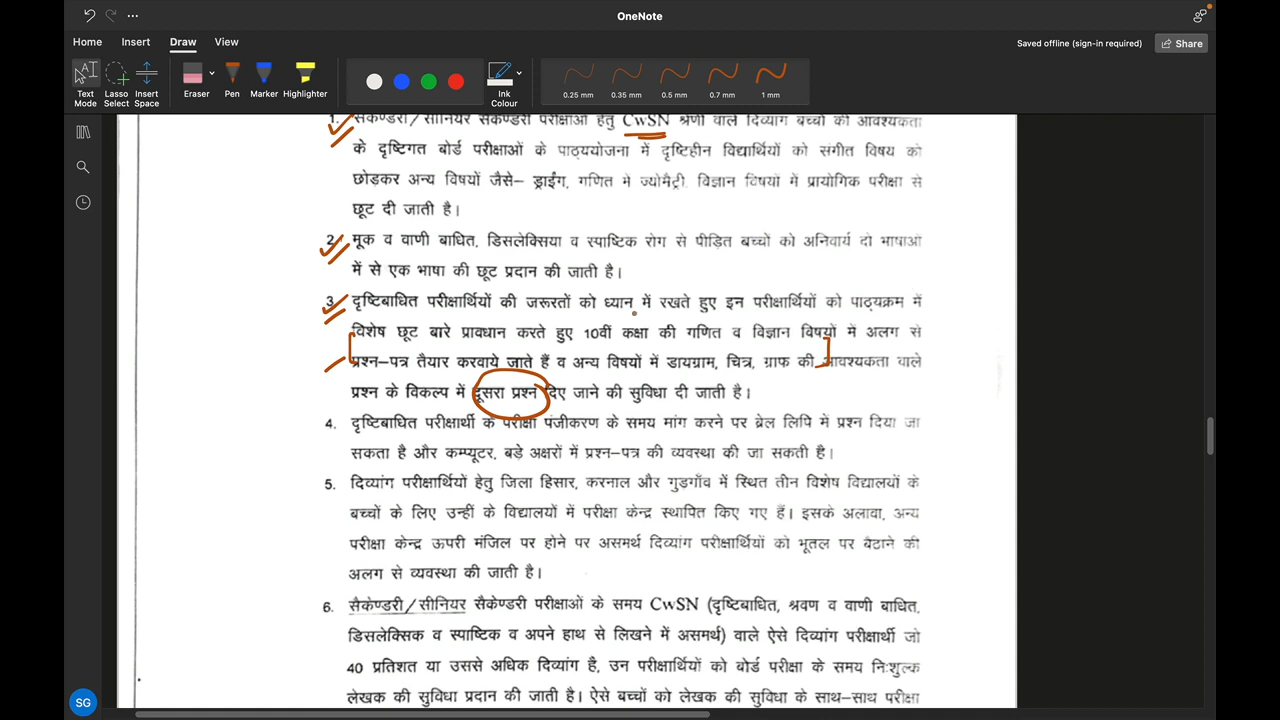 OneNote
Home Insert Draw View
Saved offline (sign-in required) Share
Text Mode
Lasso Select
Insert Space
Eraser
Pen
Marker
Highlighter
Ink Colour
0.25 mm 0.35 mm 0.5 mm 0.7 mm 1 mm
1. सैकेण्डरी/सीनियर सैकेण्डरी परीक्षाओं हेतु CwSN श्रेणी वाले दिव्यांग बच्चों की आवश्यकता
के दृष्टिगत बोर्ड परीक्षाओं के पाठ्ययोजना में दृष्टिहीन विद्यार्थियों को संगीत विषय को
छोड़कर अन्य विषयों जैसे– ड्राईंग, गणित में ज्योमैट्री, विज्ञान विषयों में प्रायोगिक परीक्षा से
छूट दी जाती है।
2. मूक व वाणी बाधित, डिसलेक्सिया व स्पाष्टिक रोग से पीड़ित बच्चों को अनिवार्य दो भाषाओं
में से एक भाषा की छूट प्रदान की जाती है।
3. दृष्टिबाधित परीक्षार्थियों की जरूरतों को ध्यान में रखते हुए इन परीक्षार्थियों को पाठ्यक्रम में
विशेष छूट बारे प्रावधान करते हुए 10वीं कक्षा की गणित व विज्ञान विषयों में अलग से
प्रश्न–पत्र तैयार करवाये जाते हैं व अन्य विषयों में डायग्राम, चित्र, ग्राफ की आवश्यकता वाले
प्रश्न के विकल्प में दूसरा प्रश्न दिए जाने की सुविधा दी जाती है।
4. दृष्टिबाधित परीक्षार्थी के परीक्षा पंजीकरण के समय मांग करने पर ब्रेल लिपि में प्रश्न दिया जा
सकता है और कम्प्यूटर, बडे अक्षरों में प्रश्न–पत्र की व्यवस्था की जा सकती है।
5. दिव्यांग परीक्षार्थियों हेतु जिला हिसार, करनाल और गुडगाँव में स्थित तीन विशेष विद्यालयों के
बच्चों के लिए उन्हीं के विद्यालयों में परीक्षा केन्द्र स्थापित किए गए हैं। इसके अलावा, अन्य
परीक्षा केन्द्र ऊपरी मंजिल पर होने पर असमर्थ दिव्यांग परीक्षार्थियों को भूतल पर बैठाने की
अलग से व्यवस्था की जाती है।
6. सैकेण्डरी/सीनियर सैकेण्डरी परीक्षाओं के समय CwSN (दृष्टिबाधित, श्रवण व वाणी बाधित,
डिसलेक्सिक व स्पाष्टिक व अपने हाथ से लिखने में असमर्थ) वाले ऐसे दिव्यांग परीक्षार्थी जो
40 प्रतिशत या उससे अधिक दिव्यांग है, उन परीक्षार्थियों को बोर्ड परीक्षा के समय निःशुल्क
लेखक की सुविधा प्रदान की जाती है। ऐसे बच्चों को लेखक की सुविधा के साथ–साथ परीक्षा
SG